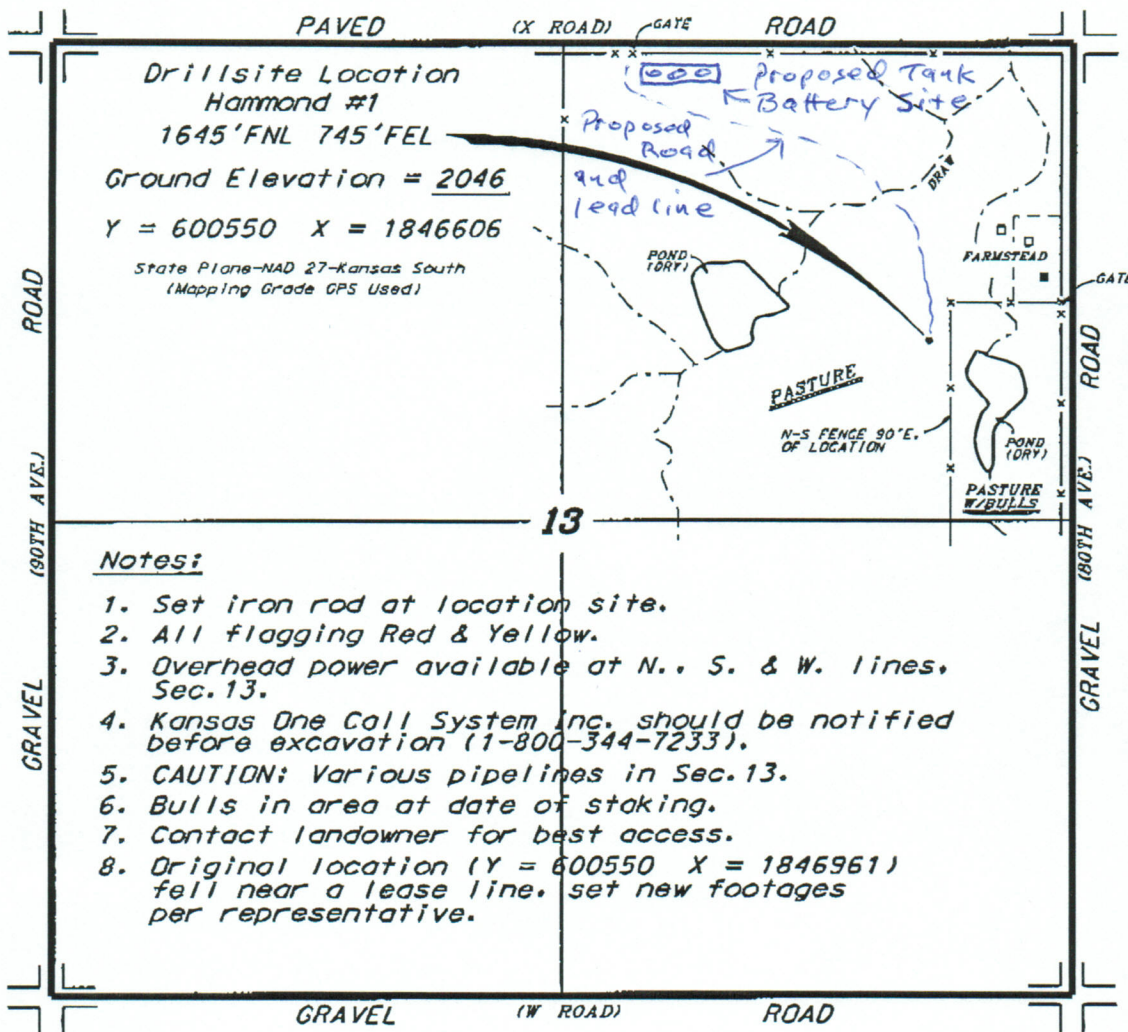 PAVED (X ROAD) GATE ROAD
Drillsite Location
Hammond #1
1645'FNL 745'FEL
Ground Elevation = 2046
Y = 600550 X = 1846606
State Plane-NAD 27-Kansas South
(Mapping Grade GPS Used)
Proposed Tank
Battery Site
Proposed
Road
and
lead line
DRAW
FARMSTEAD
GATE
POND
(DRY)
PASTURE
N-S FENCE 90'E.
OF LOCATION
POND
(DRY)
PASTURE
W/BULLS
GRAVEL (90TH AVE.) ROAD
GRAVEL (80TH AVE.) ROAD
13
Notes:
1. Set iron rod at location site.
2. All flagging Red & Yellow.
3. Overhead power available at N., S. & W. lines,
Sec.13.
4. Kansas One Call System Inc. should be notified
before excavation (1-800-344-7233).
5. CAUTION: Various pipelines in Sec.13.
6. Bulls in area at date of staking.
7. Contact landowner for best access.
8. Original location (Y = 600550 X = 1846961)
fell near a lease line, set new footages
per representative.
GRAVEL (W ROAD) ROAD